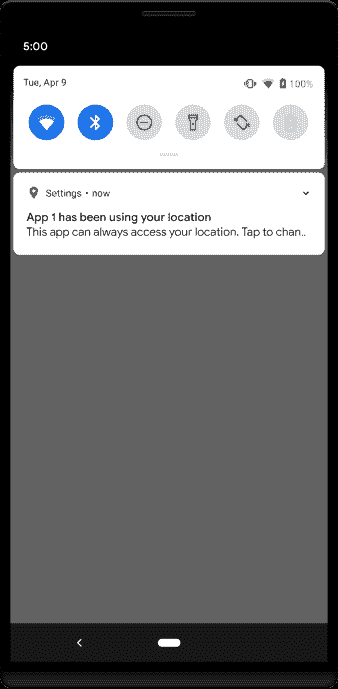 5:00
Tue, Apr 9 100%
Settings • now
App 1 has been using your location
This app can always access your location. Tap to chan..